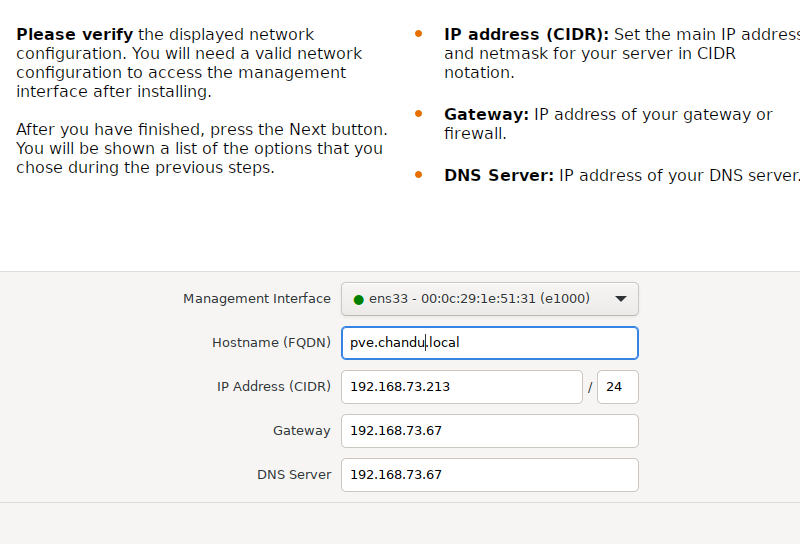 Please verify the displayed network
configuration. You will need a valid network
configuration to access the management
interface after installing.
After you have finished, press the Next button.
You will be shown a list of the options that you
chose during the previous steps.
IP address (CIDR): Set the main IP address
and netmask for your server in CIDR
notation.
Gateway: IP address of your gateway or
firewall.
DNS Server: IP address of your DNS server.
Management Interface ens33 - 00:0c:29:1e:51:31 (e1000)
Hostname (FQDN) pve.chandu.local
IP Address (CIDR) 192.168.73.213 / 24
Gateway 192.168.73.67
DNS Server 192.168.73.67